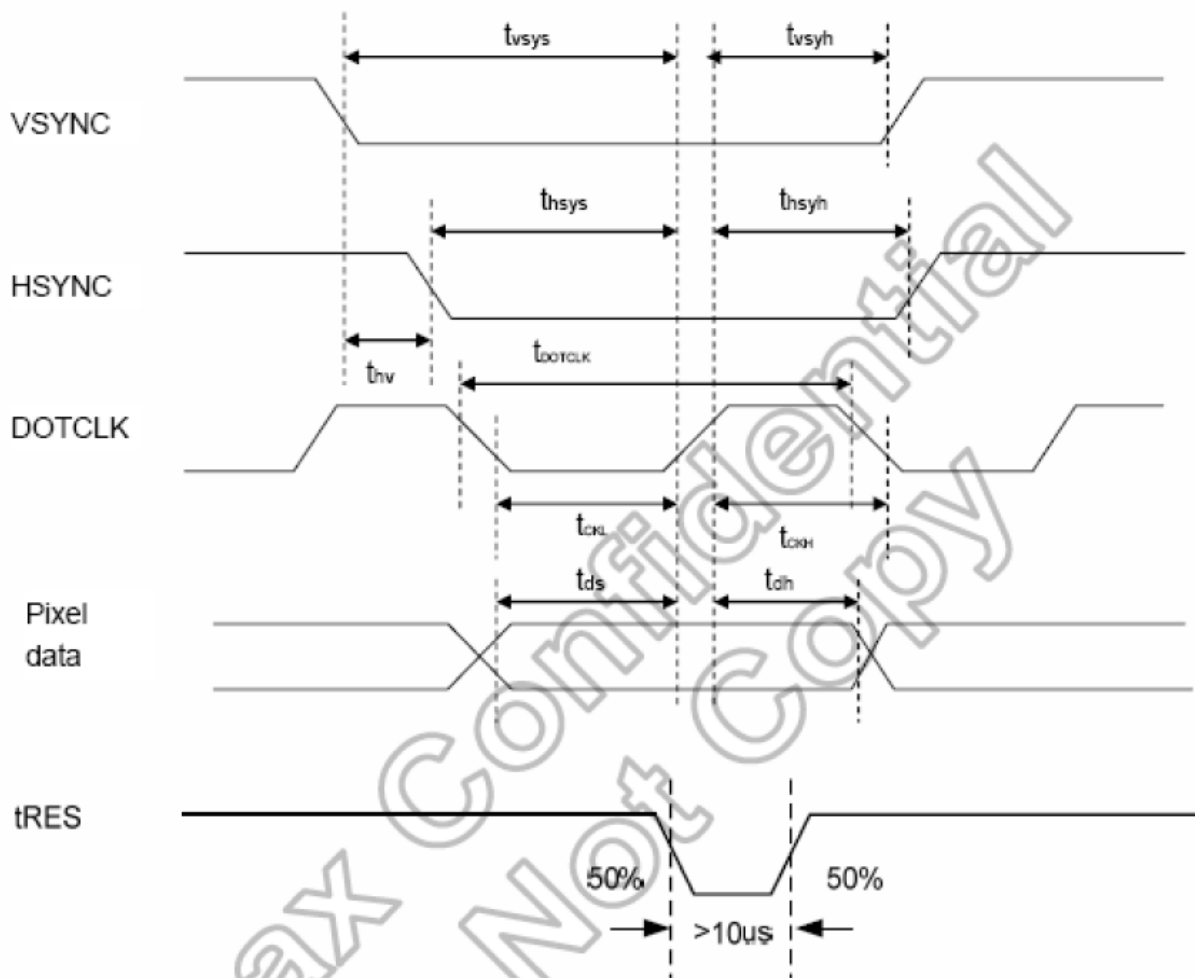 tvsys
tvsyh
VSYNC
thsys
thsyh
HSYNC
thv
tDOTCLK
DOTCLK
tCKL
tCKH
tds
tdh
Pixel
data
tRES
50%
50%
>10us
ax Confidential
Not Copy